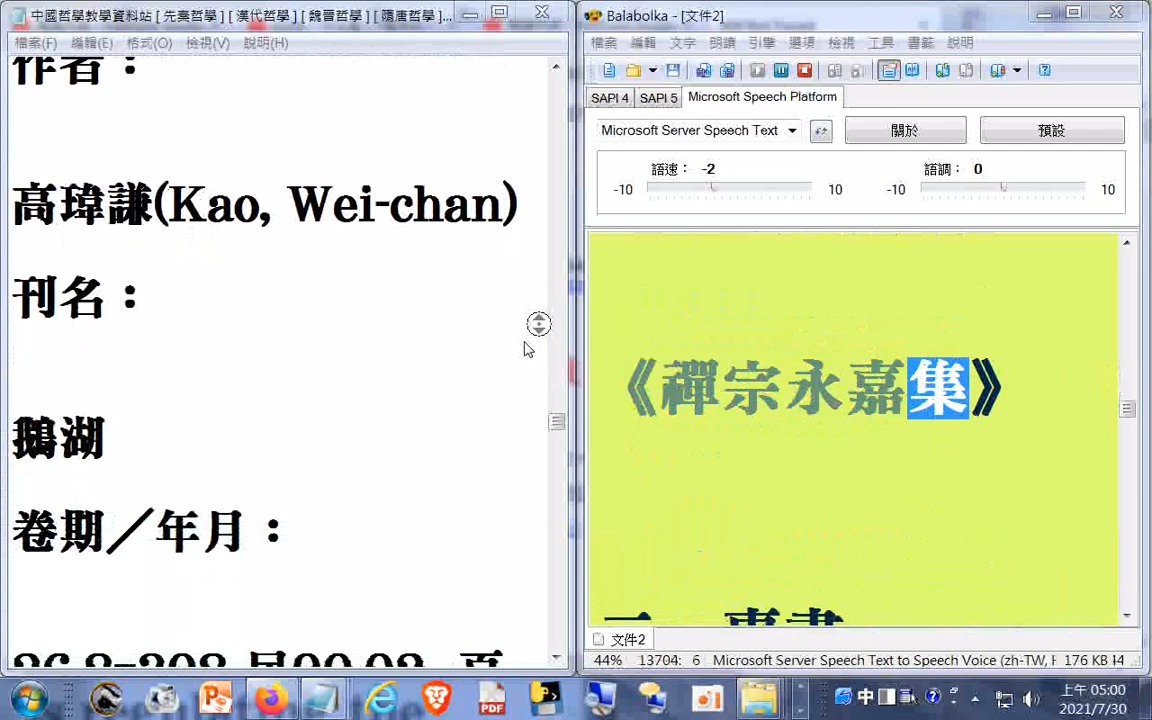 中國哲學教學資料站 [ 先秦哲學 ] [ 漢代哲學 ] [ 魏晉哲學 ] [ 隋唐哲學 ]...
檔案(F) 編輯(E) 格式(O) 檢視(V) 說明(H)
作者：
高瑋謙(Kao, Wei-chan)
刊名：
鵝湖
卷期／年月：
Balabolka - [文件2]
檔案 編輯 文字 朗讀 引擎 選項 檢視 工具 書籤 說明
SAPI 4 SAPI 5 Microsoft Speech Platform
Microsoft Server Speech Text 關於 預設
語速： -2 語調： 0
-10 10 -10 10
《禪宗永嘉集》
文件2
44% 13704: 6 Microsoft Server Speech Text to Speech Voice (zh-TW, H 176 KB
PDF
中
上午 05:00
2021/7/30